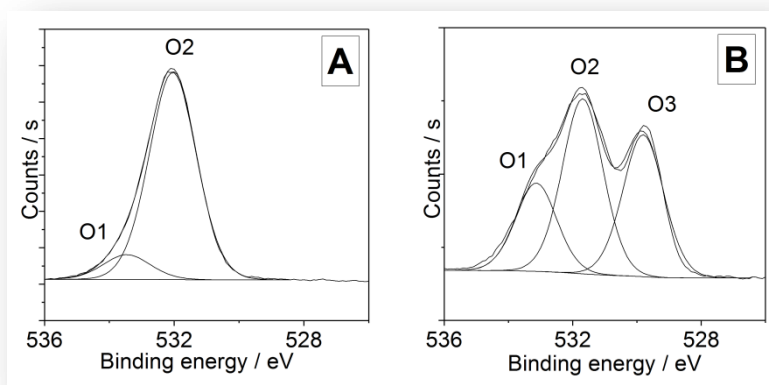 A
O2
O1
Counts / s
536
532
528
Binding energy / eV
B
O2
O3
O1
Counts / s
536
532
528
Binding energy / eV